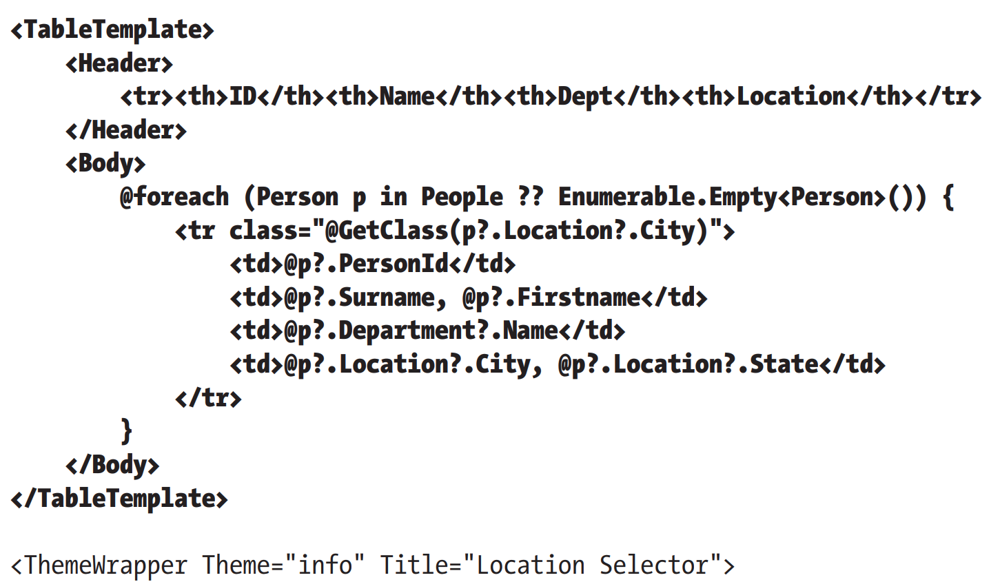 <TableTemplate>
    <Header>
        <tr><th>ID</th><th>Name</th><th>Dept</th><th>Location</th></tr>
    </Header>
    <Body>
        @foreach (Person p in People ?? Enumerable.Empty<Person>()) {
            <tr class="@GetClass(p?.Location?.City)">
                <td>@p?.PersonId</td>
                <td>@p?.Surname, @p?.Firstname</td>
                <td>@p?.Department?.Name</td>
                <td>@p?.Location?.City, @p?.Location?.State</td>
            </tr>
        }
    </Body>
</TableTemplate>

<ThemeWrapper Theme="info" Title="Location Selector">